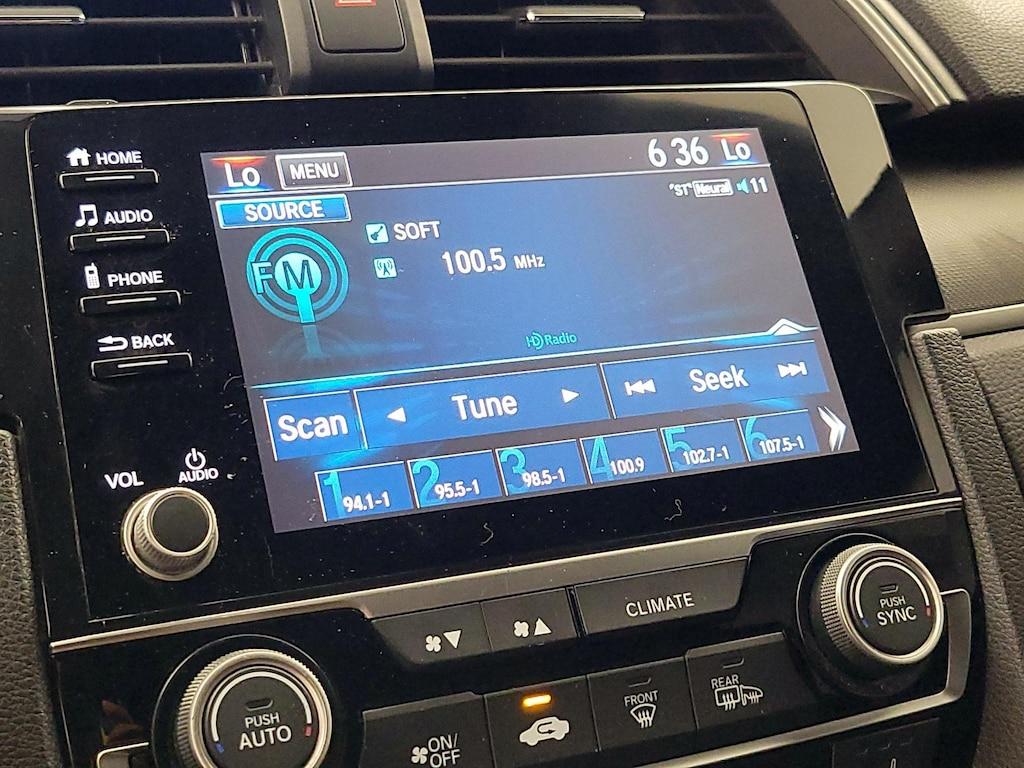 HOME
AUDIO
PHONE
BACK
VOL
AUDIO
Lo MENU 6 36 Lo
SOURCE "ST" Neural 11
FM SOFT
100.5 MHz
HD Radio
Scan Tune Seek
1 94.1-1 2 95.5-1 3 98.5-1 4 100.9 5 102.7-1 6 107.5-1
CLIMATE
PUSH
SYNC
PUSH
AUTO
ON/
OFF
FRONT
REAR